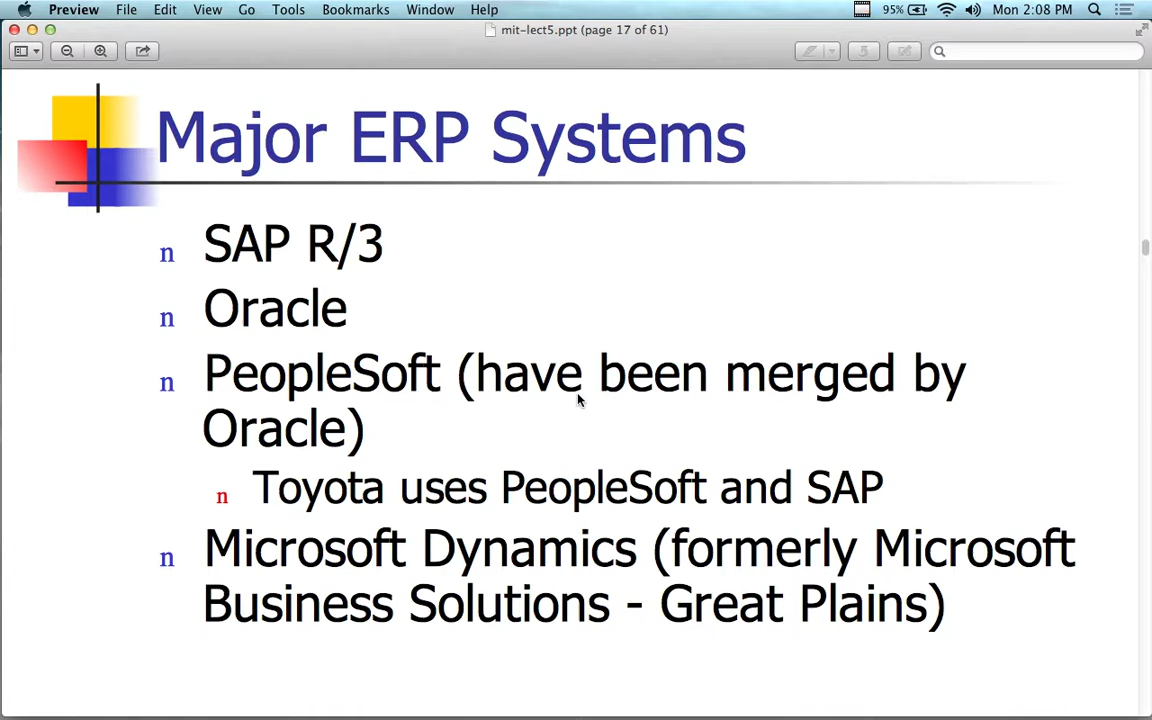 Preview File Edit View Go Tools Bookmarks Window Help 95% Mon 2:08 PM
mit-lect5.ppt (page 17 of 61)
Major ERP Systems
n SAP R/3
n Oracle
n PeopleSoft (have been merged by
Oracle)
n Toyota uses PeopleSoft and SAP
n Microsoft Dynamics (formerly Microsoft
Business Solutions - Great Plains)